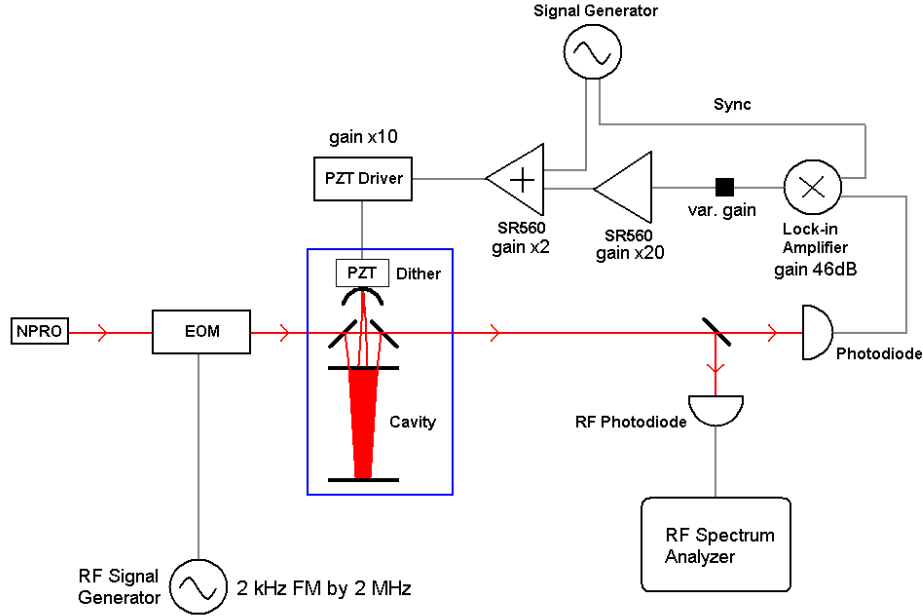 Signal Generator
Sync
gain x10
PZT Driver
SR560
gain x2
SR560
gain x20
var. gain
Lock-in
Amplifier
gain 46dB
PZT
Dither
NPRO
EOM
Photodiode
Cavity
RF Photodiode
RF Spectrum
Analyzer
RF Signal
Generator
2 kHz FM by 2 MHz